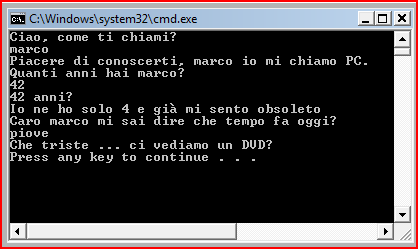 C:\Windows\system32\cmd.exe
Ciao, come ti chiami?
marco
Piacere di conoscerti, marco io mi chiamo PC.
Quanti anni hai marco?
42
42 anni?
Io ne ho solo 4 e già mi sento obsoleto
Caro marco mi sai dire che tempo fa oggi?
piove
Che triste ... ci vediamo un DVD?
Press any key to continue . . .